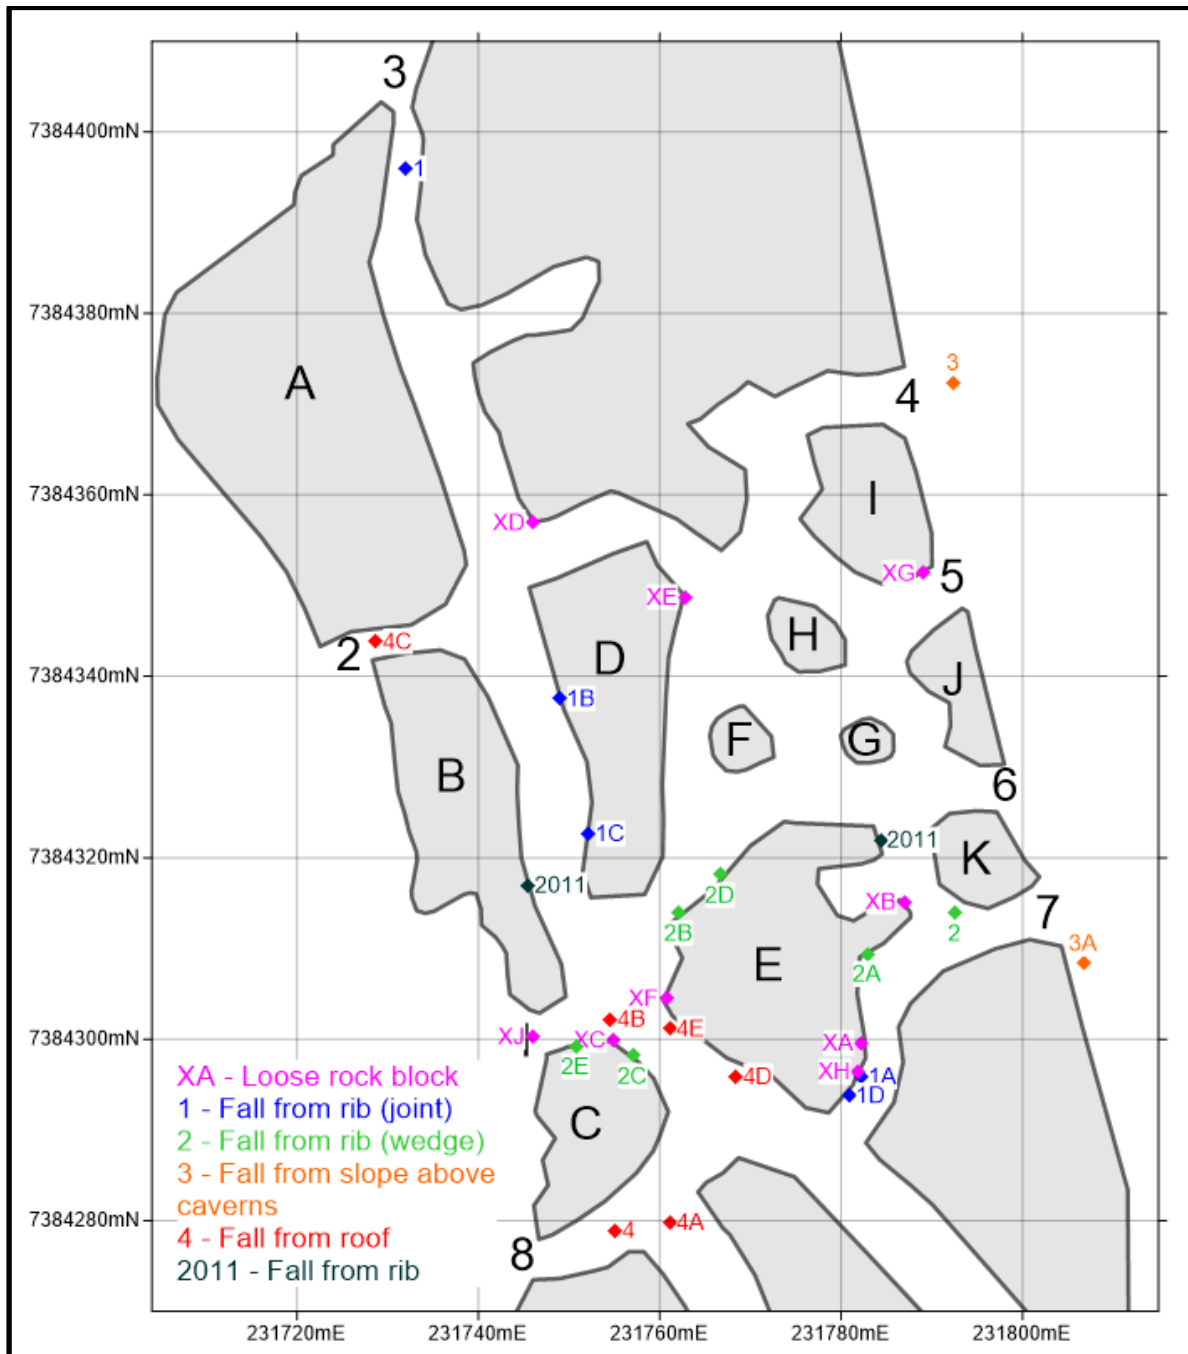 3
7384400mN
1
7384380mN
3
A
4
I
7384360mN
XD
XG
5
XE
H
4C
2
D
J
7384340mN
1B
F
G
B
6
1C
2011
K
7384320mN
2011
2D
XB
7
2B
2
3A
E
2A
XF
4B
4E
7384300mN
XJ
XC
XA
2E
2C
4D
XH
1A
1D
XA - Loose rock block
1 - Fall from rib (joint)
C
2 - Fall from rib (wedge)
3 - Fall from slope above
caverns
7384280mN
4 - Fall from roof
4
4A
8
2011 - Fall from rib
231720mE
231740mE
231760mE
231780mE
231800mE